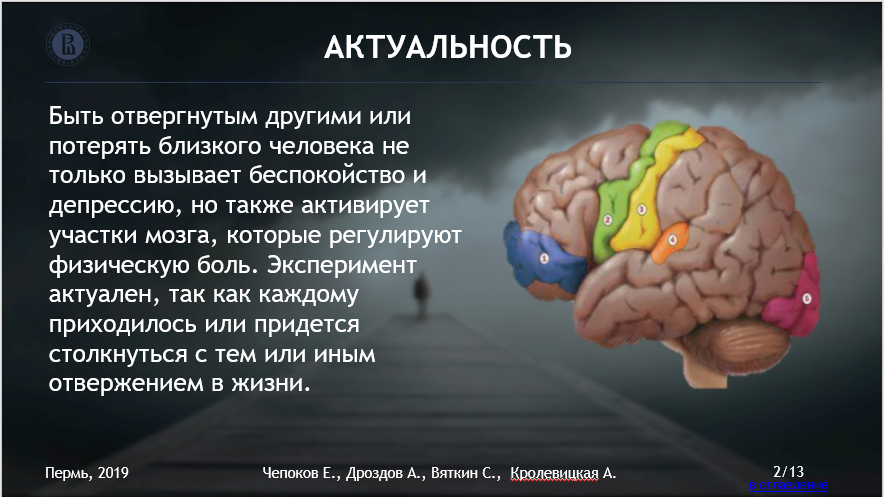 АКТУАЛЬНОСТЬ
Быть отвергнутым другими или
потерять близкого человека не
только вызывает беспокойство и
депрессию, но также активирует
участки мозга, которые регулируют
физическую боль. Эксперимент
актуален, так как каждому
приходилось или придется
столкнуться с тем или иным
отвержением в жизни.
1
2
3
4
5
Пермь, 2019
Чепоков Е., Дроздов А., Вяткин С., Кролевицкая А.
2/13
в оглавление